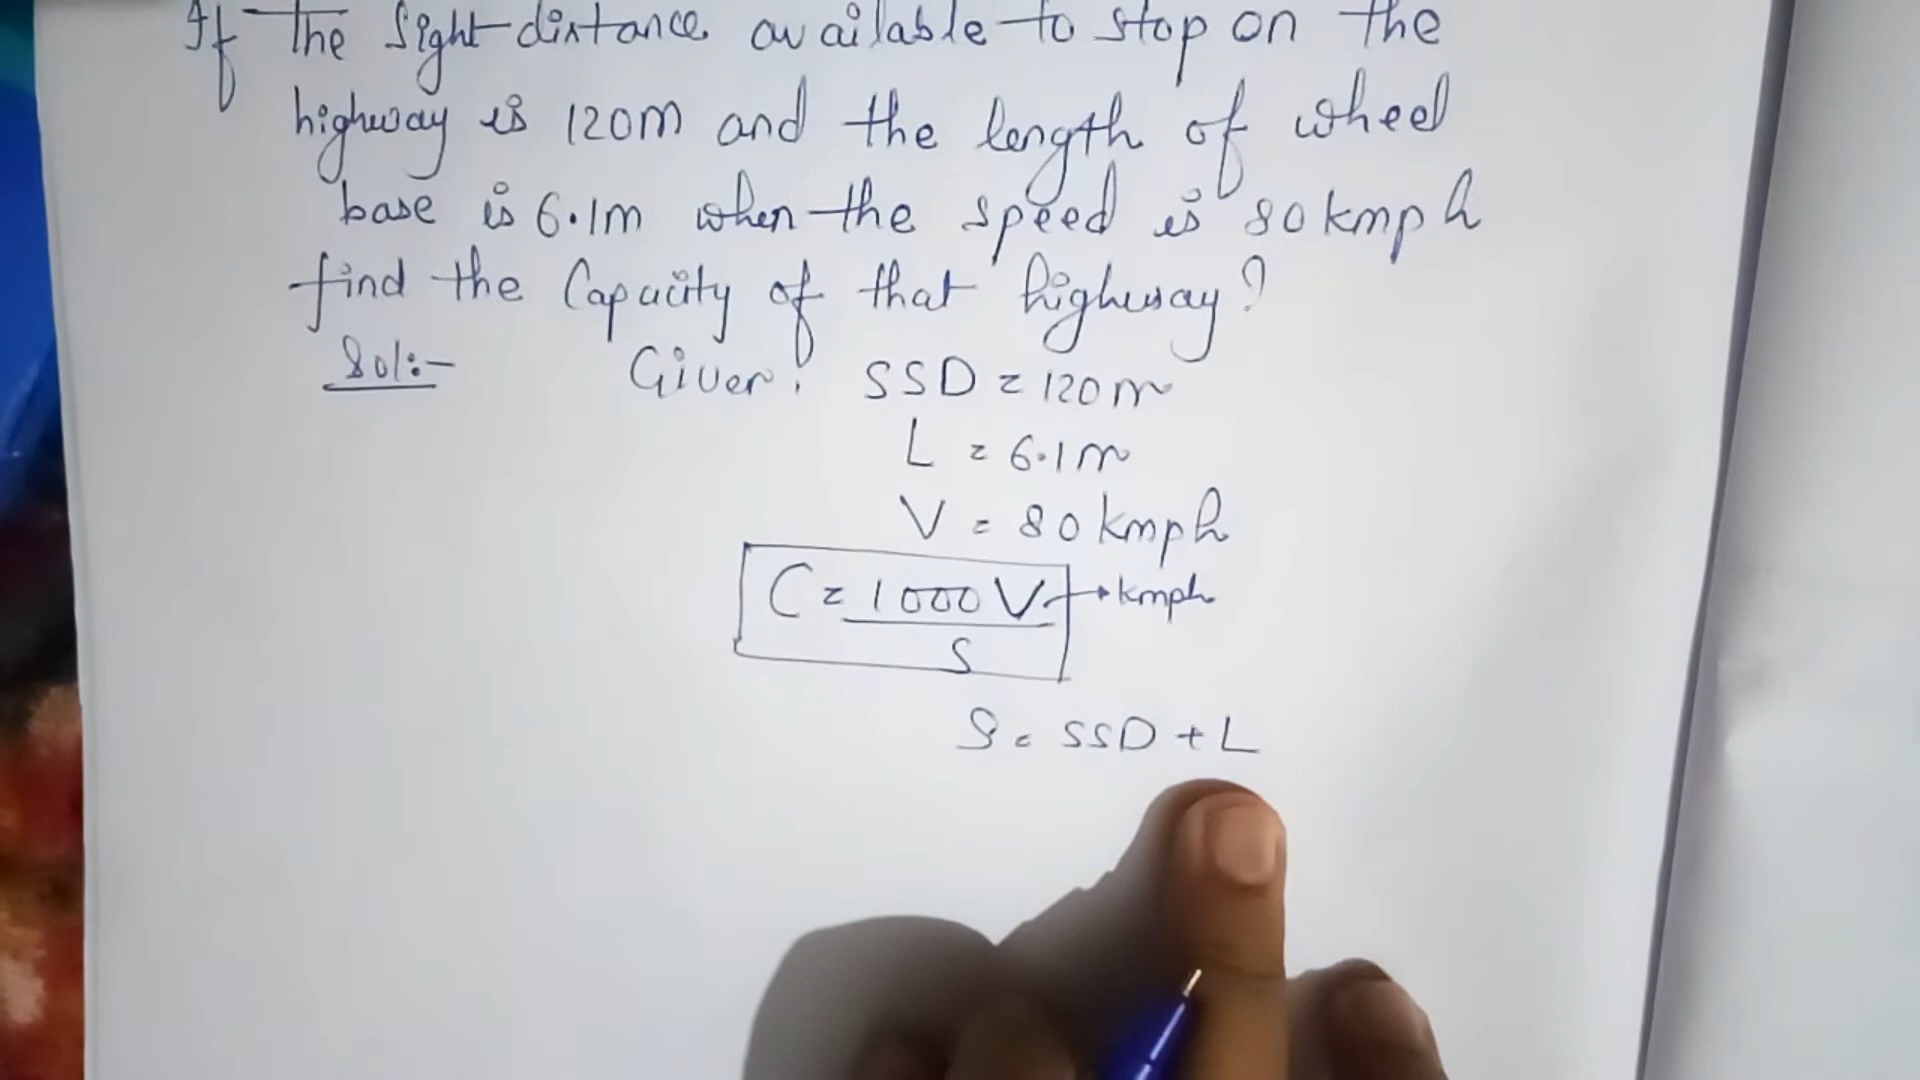 If the sight distance available to stop on the
highway is 120m and the length of wheel
base is 6.1m when the speed is 80 kmph
find the Capacity of that highway?
Sol:- Given: SSD = 120m
L = 6.1m
V = 80 kmph
C = 1000 V → kmph
S
S = SSD + L